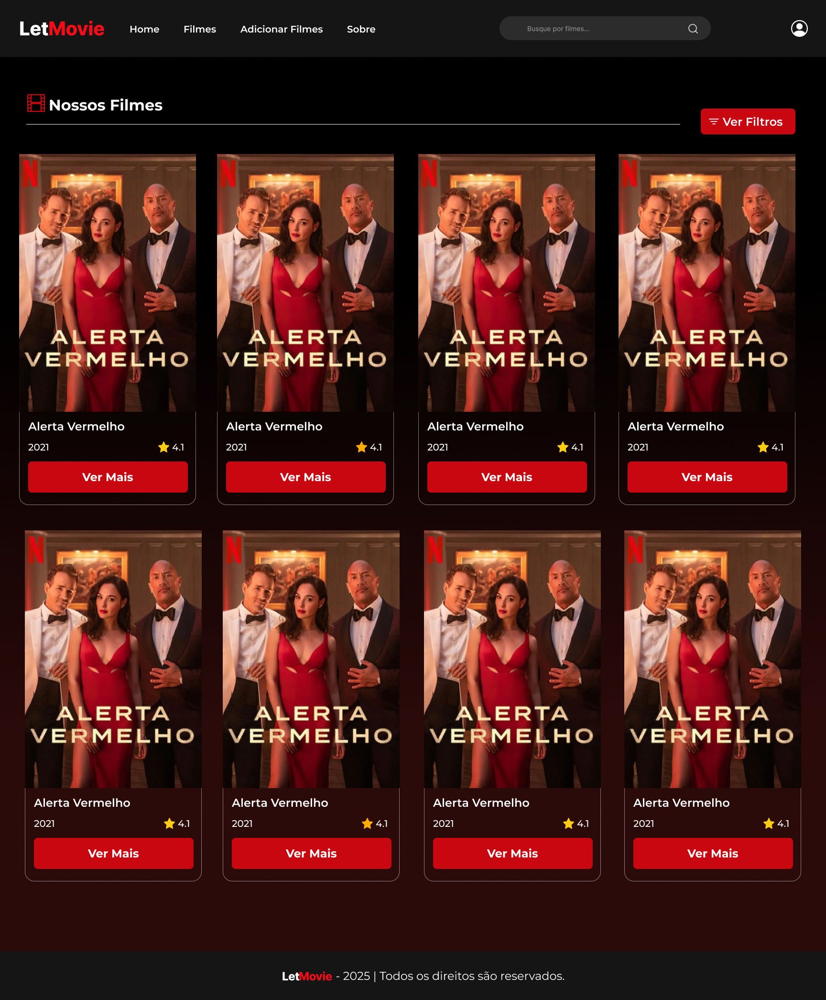 LetMovie Home Filmes Adicionar Filmes Sobre Busque por filmes...
Nossos Filmes
Ver Filtros
N N N N
ALERTA ALERTA ALERTA ALERTA
VERMELHO VERMELHO VERMELHO VERMELHO
Alerta Vermelho Alerta Vermelho Alerta Vermelho Alerta Vermelho
2021 4.1 2021 4.1 2021 4.1 2021 4.1
Ver Mais Ver Mais Ver Mais Ver Mais
N N N N
ALERTA ALERTA ALERTA ALERTA
VERMELHO VERMELHO VERMELHO VERMELHO
Alerta Vermelho Alerta Vermelho Alerta Vermelho Alerta Vermelho
2021 4.1 2021 4.1 2021 4.1 2021 4.1
Ver Mais Ver Mais Ver Mais Ver Mais
LetMovie - 2025 | Todos os direitos são reservados.